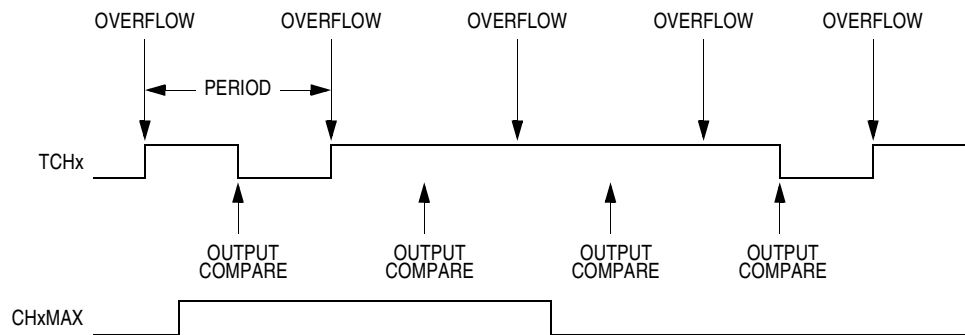 OVERFLOW OVERFLOW OVERFLOW OVERFLOW OVERFLOW
PERIOD
TCHx
OUTPUT COMPARE
OUTPUT COMPARE
OUTPUT COMPARE
OUTPUT COMPARE
CHxMAX